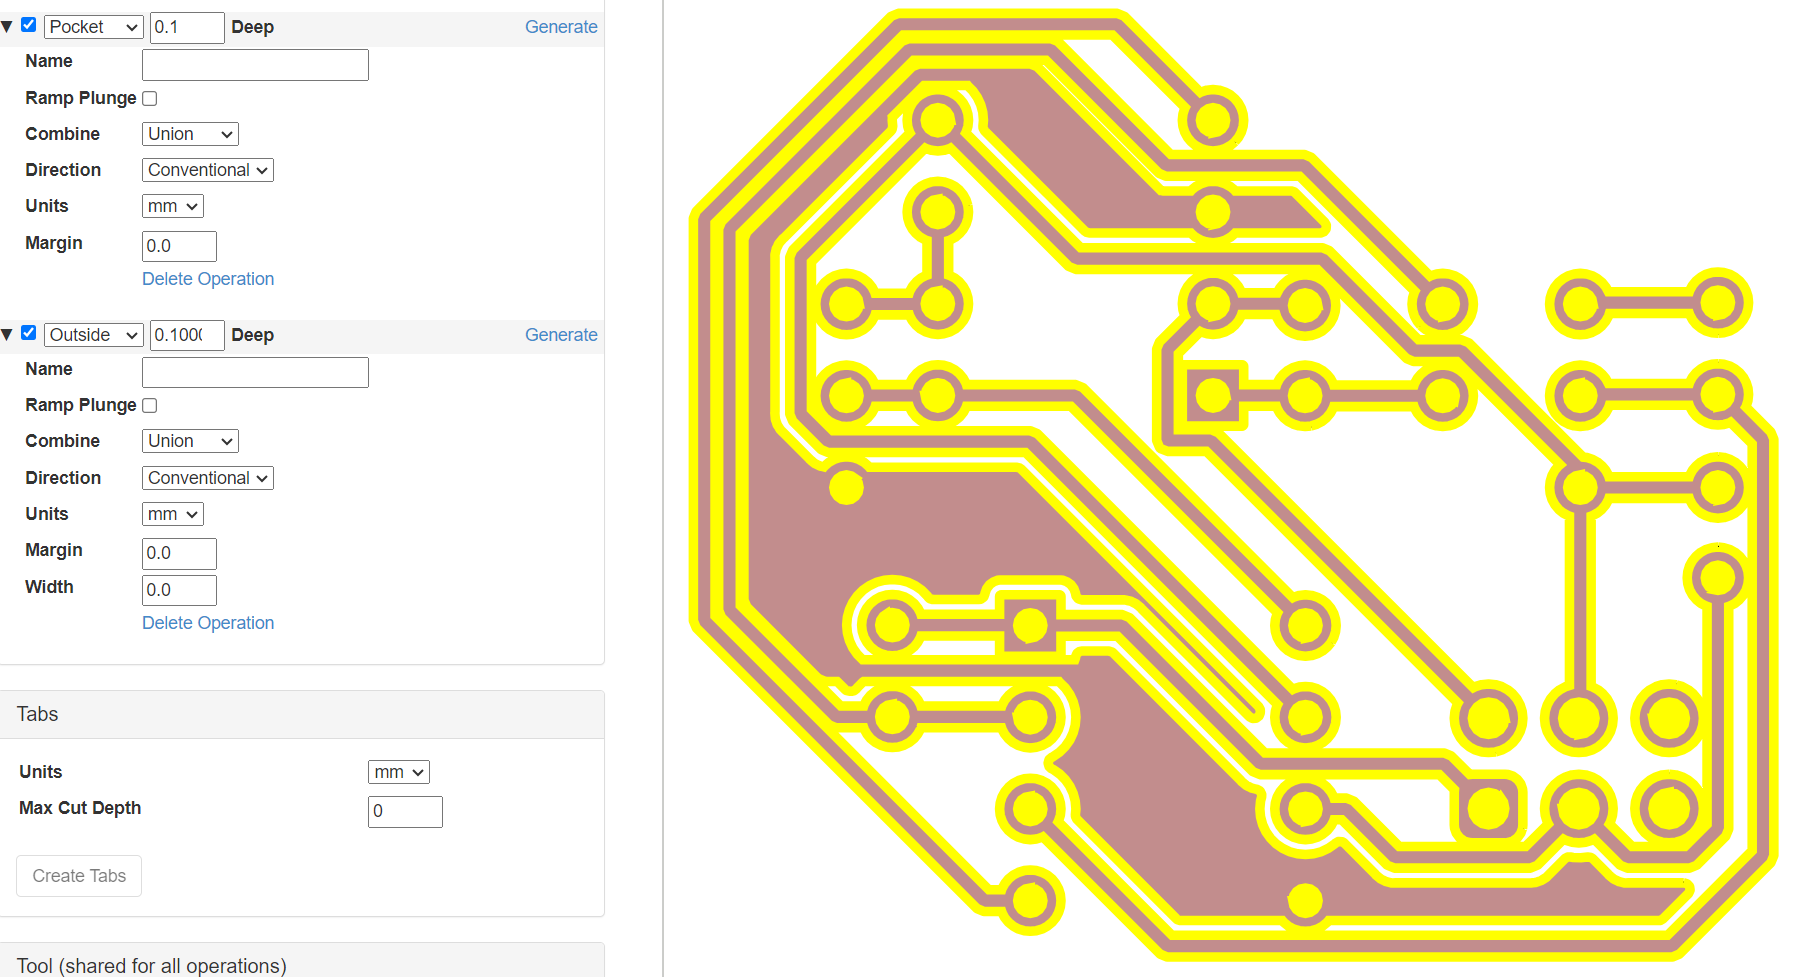 ▼ Pocket 0.1 Deep Generate
Name
Ramp Plunge
Combine Union
Direction Conventional
Units mm
Margin 0.0
Delete Operation
▼ Outside 0.100 Deep Generate
Name
Ramp Plunge
Combine Union
Direction Conventional
Units mm
Margin 0.0
Width 0.0
Delete Operation
Tabs
Units mm
Max Cut Depth 0
Create Tabs
Tool (shared for all operations)